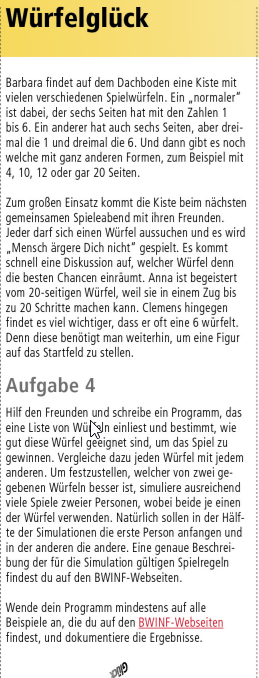 Würfelglück
Barbara findet auf dem Dachboden eine Kiste mit
vielen verschiedenen Spielwürfeln. Ein „normaler“
ist dabei, der sechs Seiten hat mit den Zahlen 1
bis 6. Ein anderer hat auch sechs Seiten, aber drei-
mal die 1 und dreimal die 6. Und dann gibt es noch
welche mit ganz anderen Formen, zum Beispiel mit
4, 10, 12 oder gar 20 Seiten.
Zum großen Einsatz kommt die Kiste beim nächsten
gemeinsamen Spieleabend mit ihren Freunden.
Jeder darf sich einen Würfel aussuchen und es wird
„Mensch ärgere Dich nicht“ gespielt. Es kommt
schnell eine Diskussion auf, welcher Würfel denn
die besten Chancen einräumt. Anna ist begeistert
vom 20-seitigen Würfel, weil sie in einem Zug bis
zu 20 Schritte machen kann. Clemens hingegen
findet es viel wichtiger, dass er oft eine 6 würfelt.
Denn diese benötigt man weiterhin, um eine Figur
auf das Startfeld zu stellen.
Aufgabe 4
Hilf den Freunden und schreibe ein Programm, das
eine Liste von Würfeln einliest und bestimmt, wie
gut diese Würfel geeignet sind, um das Spiel zu
gewinnen. Vergleiche dazu jeden Würfel mit jedem
anderen. Um festzustellen, welcher von zwei ge-
gebenen Würfeln besser ist, simuliere ausreichend
viele Spiele zweier Personen, wobei beide je einen
der Würfel verwenden. Natürlich sollen in der Hälf-
te der Simulationen die erste Person anfangen und
in der anderen die andere. Eine genaue Beschrei-
bung der für die Simulation gültigen Spielregeln
findest du auf den BWINF-Webseiten.
Wende dein Programm mindestens auf alle
Beispiele an, die du auf den BWINF-Webseiten
findest, und dokumentiere die Ergebnisse.
Glück